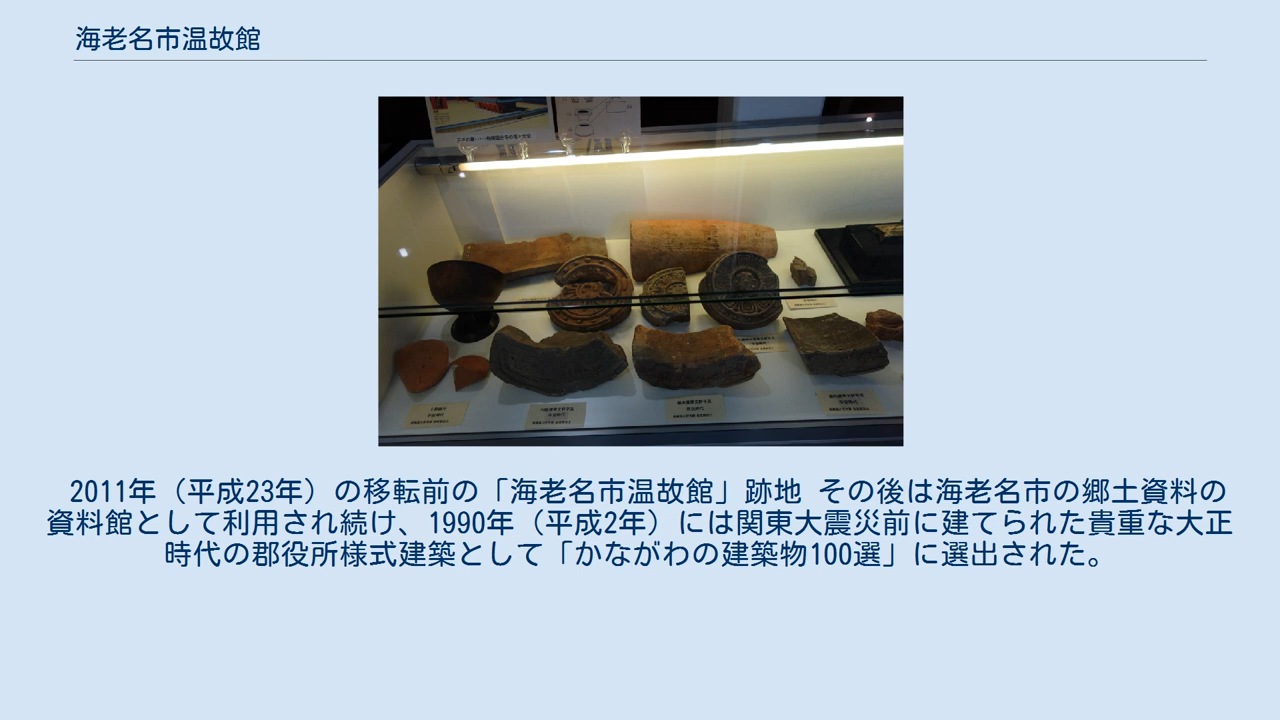 海老名市温故館
2011年（平成23年）の移転前の「海老名市温故館」跡地 その後は海老名市の郷土資料の
資料館として利用され続け、1990年（平成2年）には関東大震災前に建てられた貴重な大正
時代の郡役所様式建築として「かながわの建築物100選」に選出された。